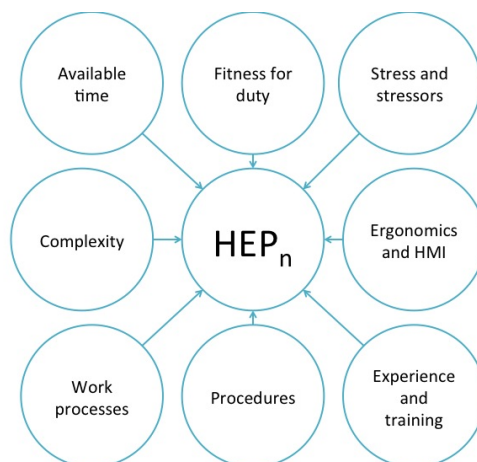 Available
time
Fitness for
duty
Stress and
stressors
Complexity
HEPn
Ergonomics
and HMI
Work
processes
Procedures
Experience
and
training